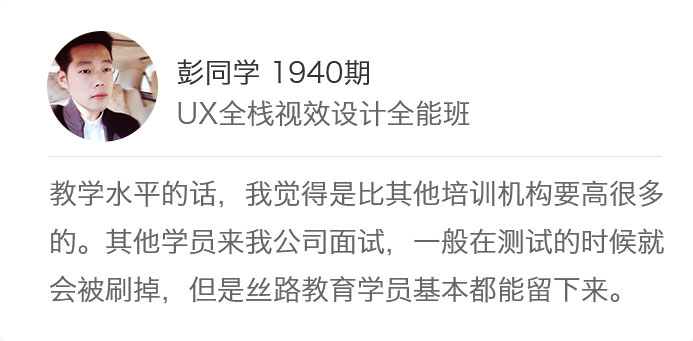 彭同学 1940期
UX全栈视效设计全能班
教学水平的话，我觉得是比其他培训机构要高很多
的。其他学员来我公司面试，一般在测试的时候就
会被刷掉，但是丝路教育学员基本都能留下来。